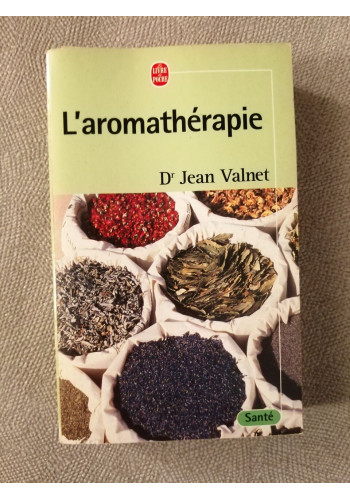 LE
LIVRE
DE
POCHE
L'aromathérapie
Dr Jean Valnet
Santé